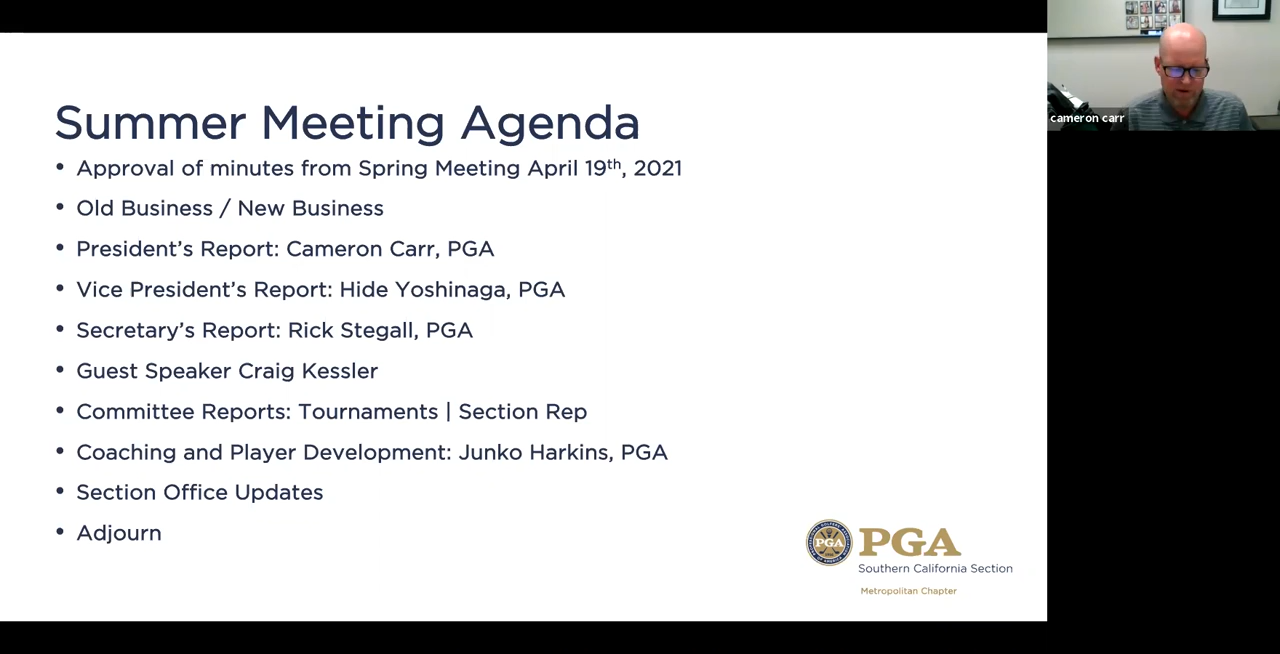 Summer Meeting Agenda
• Approval of minutes from Spring Meeting April 19th, 2021
• Old Business / New Business
• President's Report: Cameron Carr, PGA
• Vice President's Report: Hide Yoshinaga, PGA
• Secretary's Report: Rick Stegall, PGA
• Guest Speaker Craig Kessler
• Committee Reports: Tournaments | Section Rep
• Coaching and Player Development: Junko Harkins, PGA
• Section Office Updates
• Adjourn
PGA
PGA
Southern California Section
Metropolitan Chapter
cameron carr